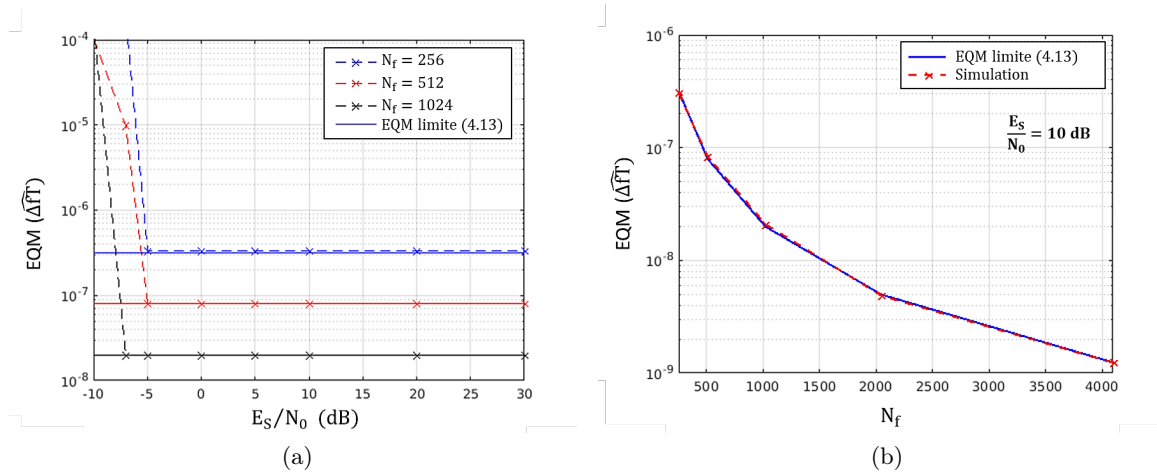 10^-4
10^-5
10^-6
10^-7
10^-8
EQM (Δ̂fT)
N_f = 256
N_f = 512
N_f = 1024
EQM limite (4.13)
-10 -5 0 5 10 15 20 25 30
E_S/N_0 (dB)
(a)
10^-6
10^-7
10^-8
10^-9
EQM (Δ̂fT)
EQM limite (4.13)
Simulation
E_S/N_0 = 10 dB
500 1000 1500 2000 2500 3000 3500 4000
N_f
(b)